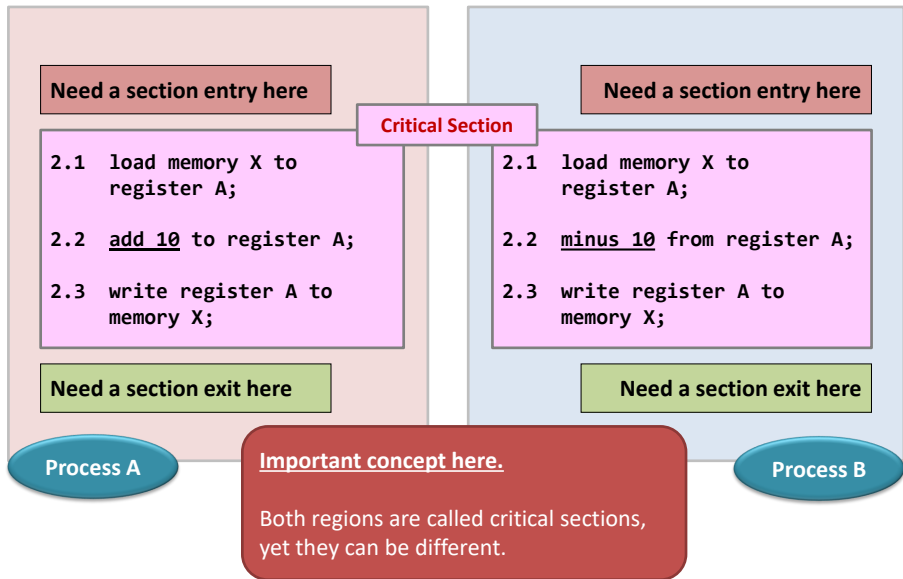 Need a section entry here
Need a section entry here
Critical Section
2.1 load memory X to
register A;
2.2 add 10 to register A;
2.3 write register A to
memory X;
2.1 load memory X to
register A;
2.2 minus 10 from register A;
2.3 write register A to
memory X;
Need a section exit here
Need a section exit here
Process A
Important concept here.
Both regions are called critical sections,
yet they can be different.
Process B